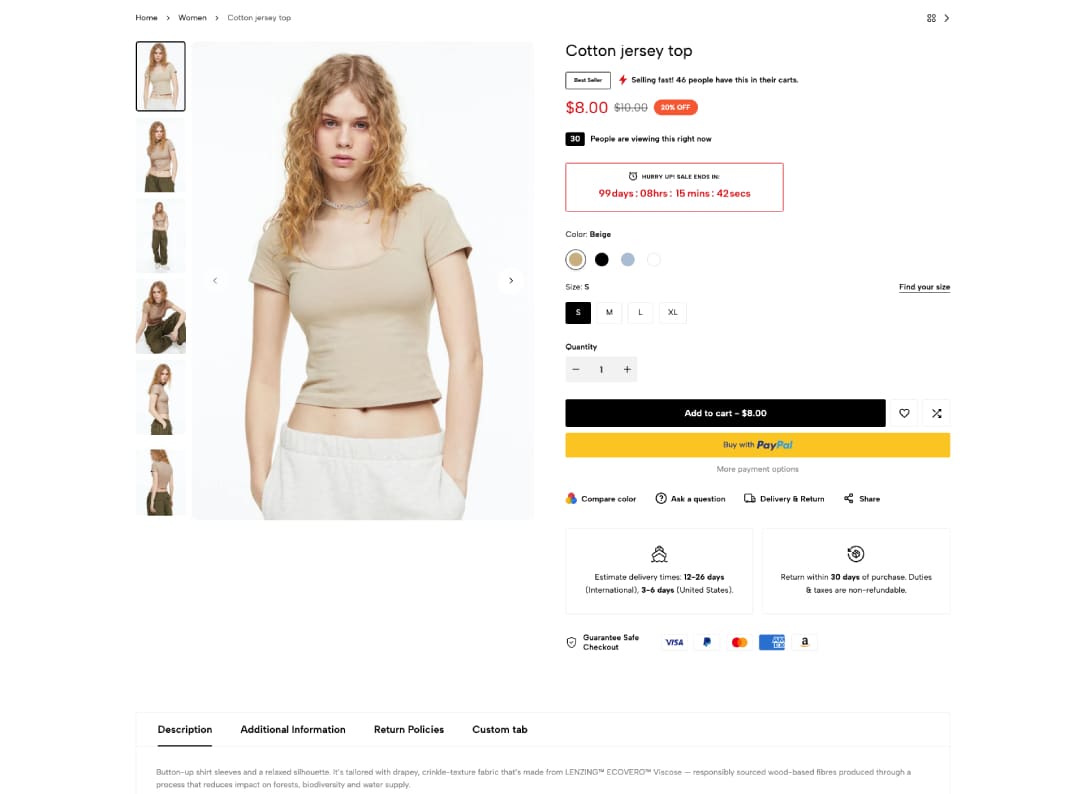 Home > Women > Cotton jersey top
Cotton jersey top
Best Seller Selling fast! 46 people have this in their carts.
$8.00 $10.00 20% OFF
30 People are viewing this right now
HURRY UP! SALE ENDS IN:
99days : 08hrs : 15 mins : 42secs
Color: Beige
Size: S Find your size
S M L XL
Quantity
− 1 +
Add to cart - $8.00
Buy with PayPal
More payment options
Compare color Ask a question Delivery & Return Share
Estimate delivery times: 12-26 days
(International), 3-6 days (United States).
Return within 30 days of purchase. Duties
& taxes are non-refundable.
Guarantee Safe
Checkout
VISA
Description Additional Information Return Policies Custom tab
Button-up shirt sleeves and a relaxed silhouette. It's tailored with drapey, crinkle-texture fabric that's made from LENZING™ ECOVERO™ Viscose — responsibly sourced wood-based fibres produced through a
process that reduces impact on forests, biodiversity and water supply.